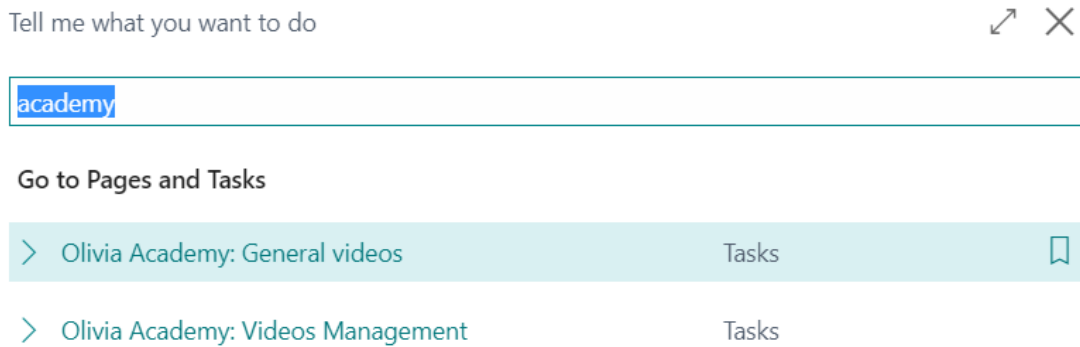 Tell me what you want to do
academy
Go to Pages and Tasks
Olivia Academy: General videos Tasks
Olivia Academy: Videos Management Tasks